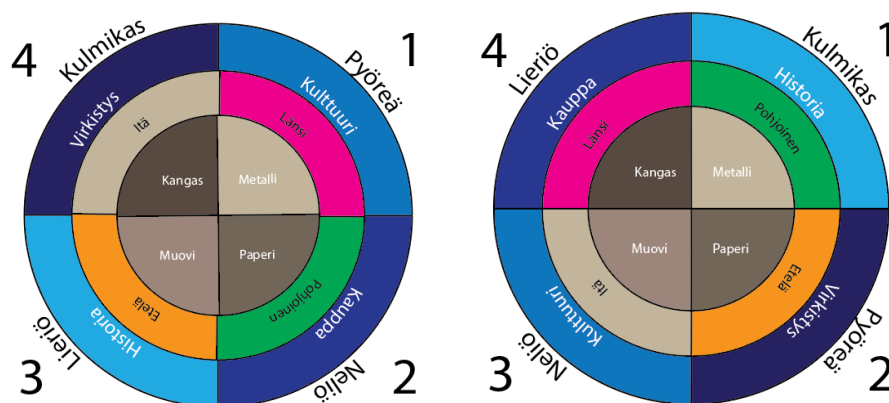 4
Kulmikas
Pyöreä
1
Virkistys
Kulttuuri
Itä
Länsi
Kangas
Metalli
Muovi
Paperi
Etelä
Pohjoinen
Historia
Kauppa
Lieriö
Neliö
3
2
4
Lieriö
Kulmikas
1
Kauppa
Historia
Länsi
Pohjoinen
Kangas
Metalli
Muovi
Paperi
Itä
Etelä
Kulttuuri
Virkistys
Neliö
Pyöreä
3
2